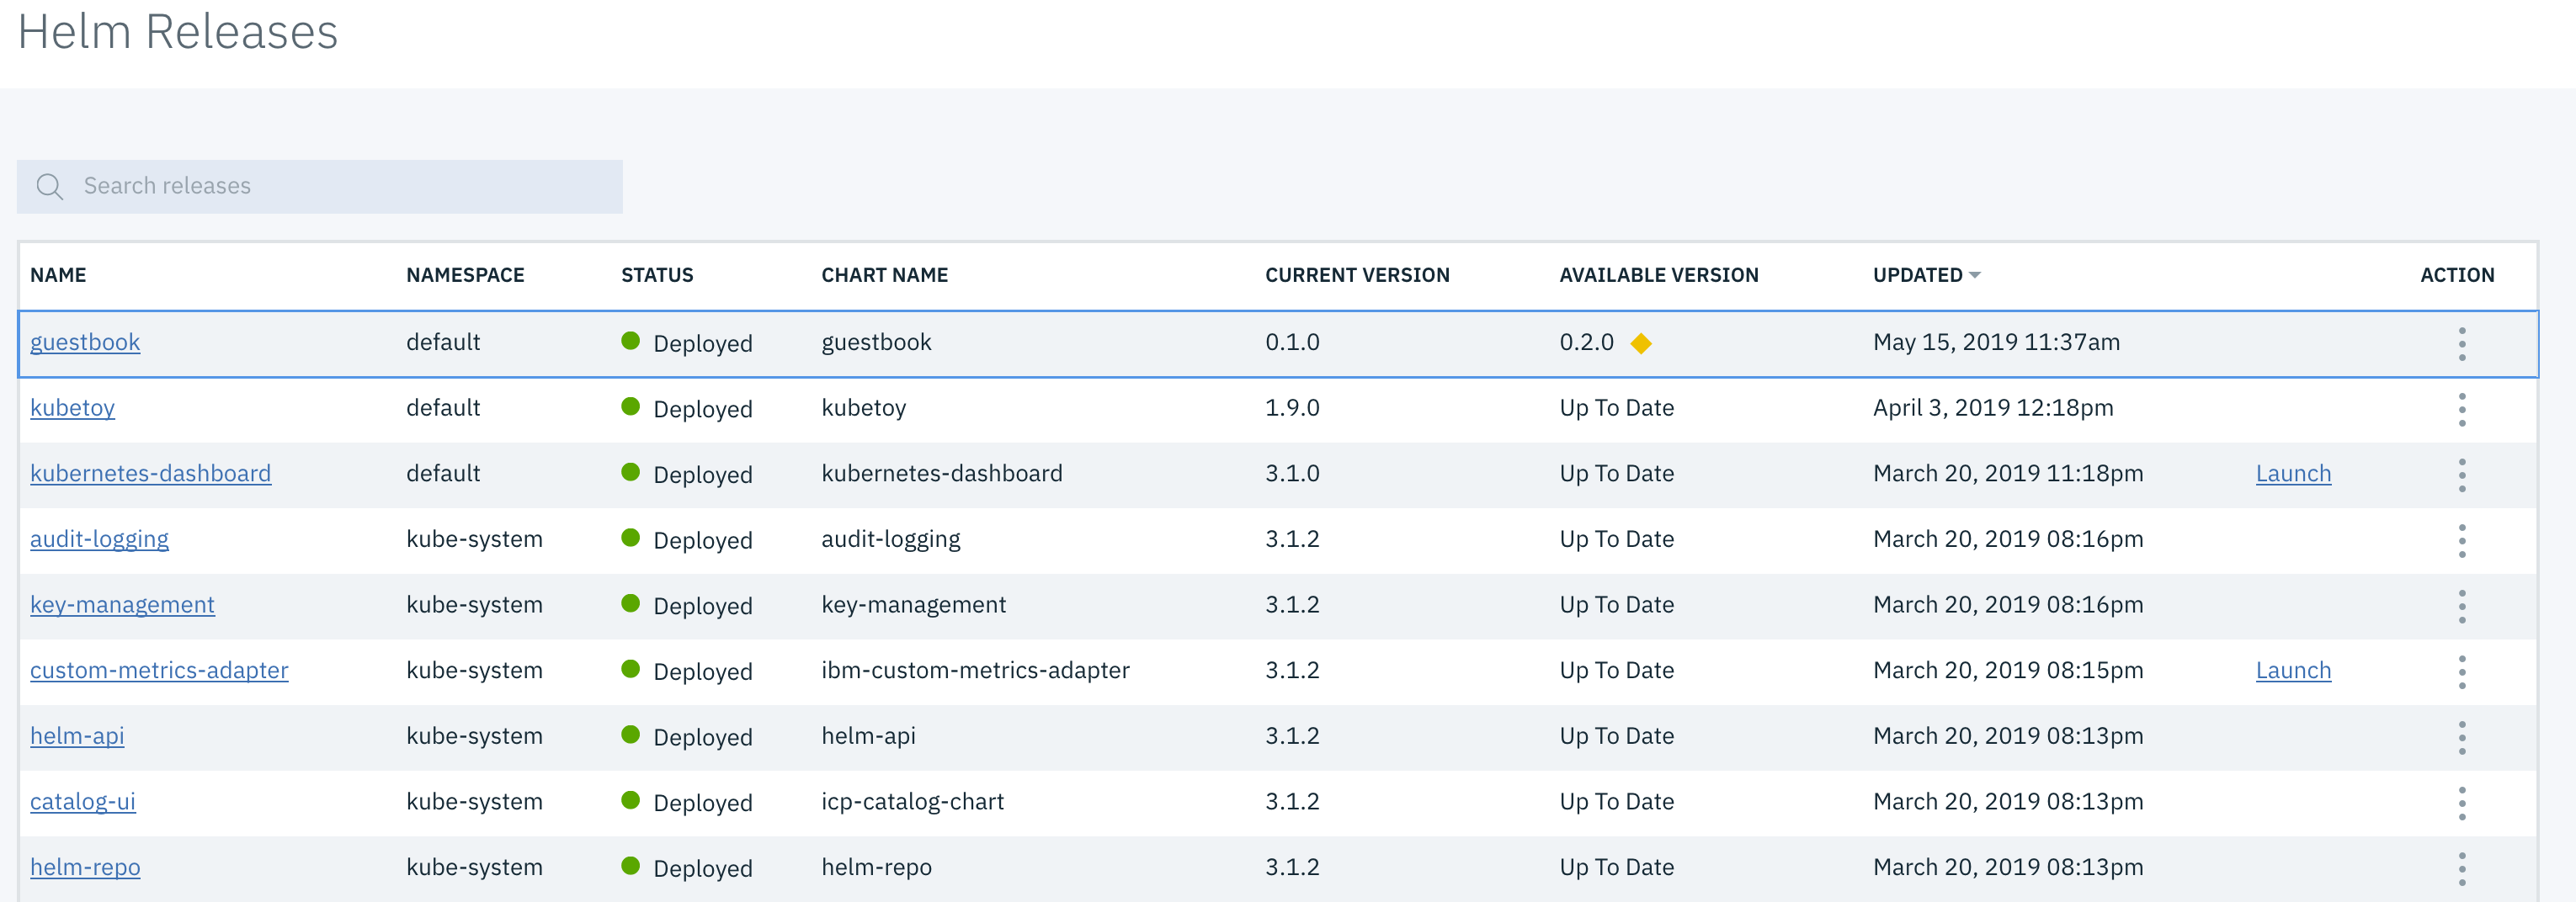 Helm Releases
Search releases
NAME NAMESPACE STATUS CHART NAME CURRENT VERSION AVAILABLE VERSION UPDATED ACTION
guestbook default Deployed guestbook 0.1.0 0.2.0 May 15, 2019 11:37am
kubetoy default Deployed kubetoy 1.9.0 Up To Date April 3, 2019 12:18pm
kubernetes-dashboard default Deployed kubernetes-dashboard 3.1.0 Up To Date March 20, 2019 11:18pm Launch
audit-logging kube-system Deployed audit-logging 3.1.2 Up To Date March 20, 2019 08:16pm
key-management kube-system Deployed key-management 3.1.2 Up To Date March 20, 2019 08:16pm
custom-metrics-adapter kube-system Deployed ibm-custom-metrics-adapter 3.1.2 Up To Date March 20, 2019 08:15pm Launch
helm-api kube-system Deployed helm-api 3.1.2 Up To Date March 20, 2019 08:13pm
catalog-ui kube-system Deployed icp-catalog-chart 3.1.2 Up To Date March 20, 2019 08:13pm
helm-repo kube-system Deployed helm-repo 3.1.2 Up To Date March 20, 2019 08:13pm